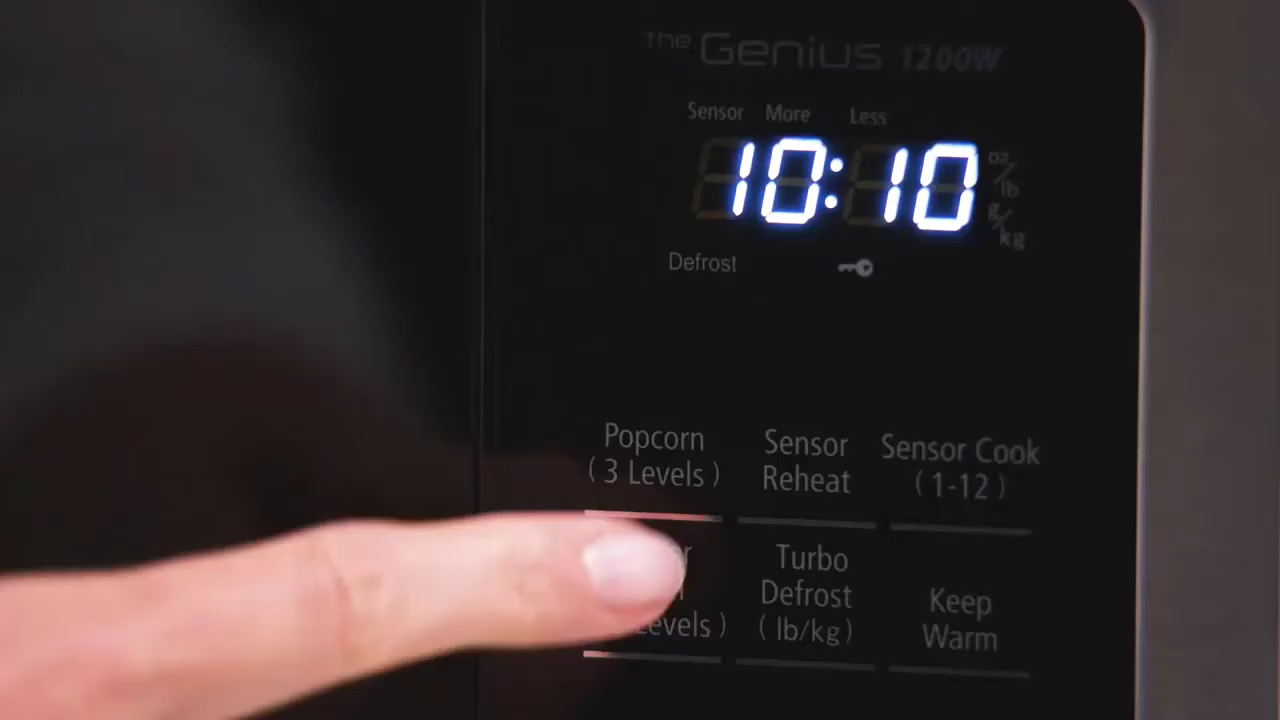 the Genius 1200W
Sensor More Less
10:10
oz/lb
g/kg
Defrost
Popcorn
(3 Levels)
Sensor
Reheat
Sensor Cook
(1-12)
Levels)
Turbo
Defrost
(lb/kg)
Keep
Warm